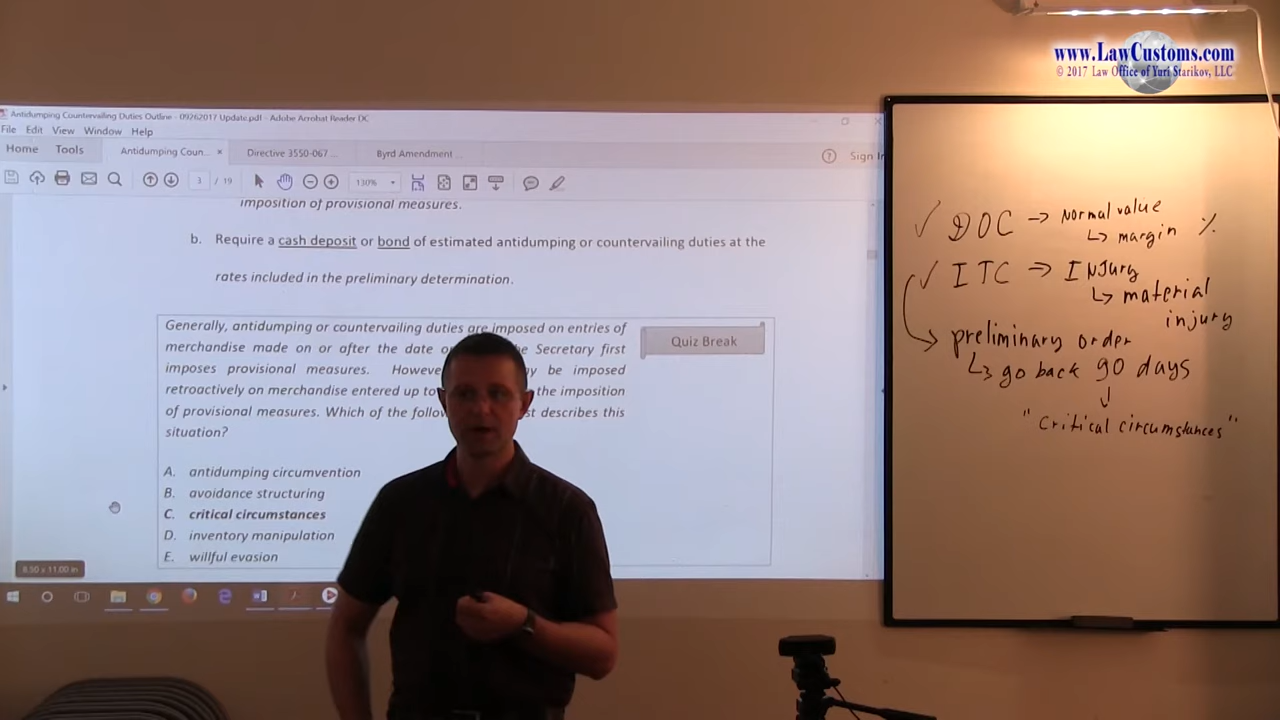 www.LawCustoms.com
© 2017 Law Office of Yuri Starikov, LLC
Antidumping Countervailing Duties Outline - 09262017 Update.pdf - Adobe Acrobat Reader DC
File Edit View Window Help
Home Tools Antidumping Coun... × Directive 3550-067 ... Byrd Amendment ... Sign In
3 / 19 130%
imposition of provisional measures.
b. Require a cash deposit or bond of estimated antidumping or countervailing duties at the
rates included in the preliminary determination.
Quiz Break
Generally, antidumping or countervailing duties are imposed on entries of
merchandise made on or after the date Secretary first
imposes provisional measures. be imposed
retroactively on merchandise entered up to the imposition
of provisional measures. Which of the describes this
situation?
A. antidumping circumvention
B. avoidance structuring
C. critical circumstances
D. inventory manipulation
E. willful evasion
8.50 x 11.00 in
✓ DOC → Normal value
↳ margin %
✓ ITC → INJury
↳ material
injury
→ preliminary order
↳ go back 90 days
↓
"Critical circumstances"